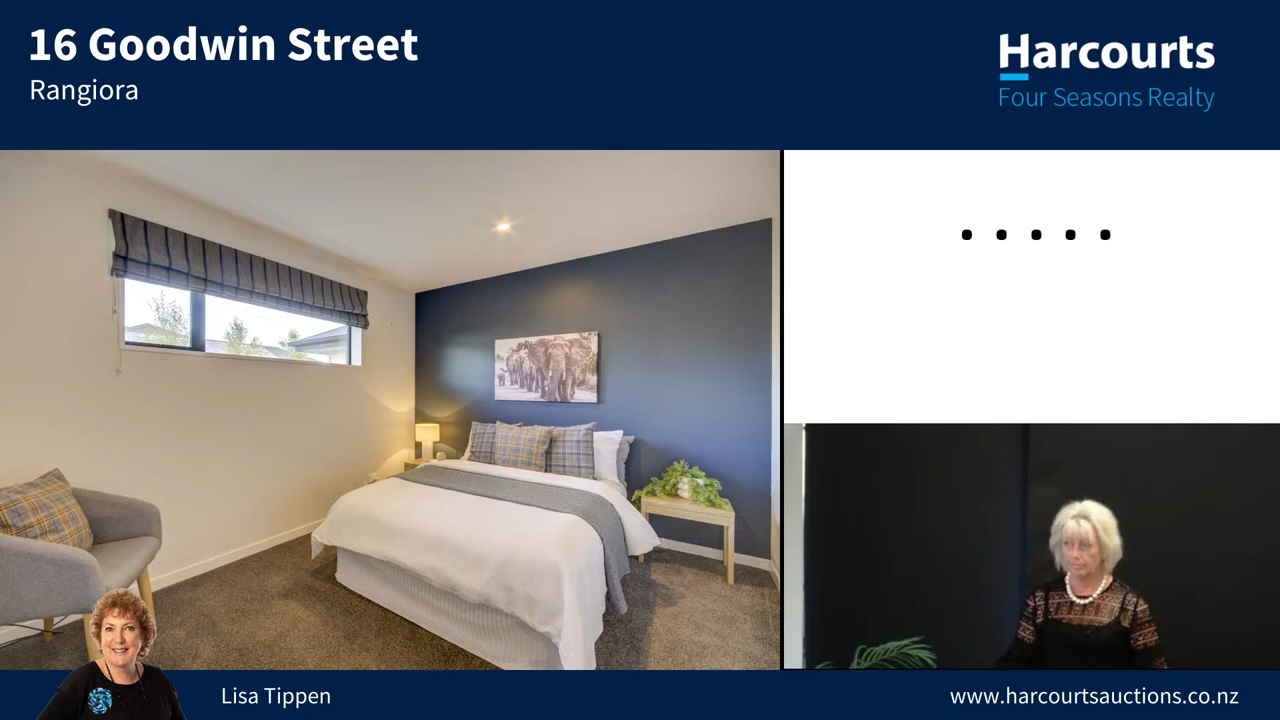 16 Goodwin Street
Rangiora
Harcourts
Four Seasons Realty
.....
Lisa Tippen
www.harcourtsauctions.co.nz